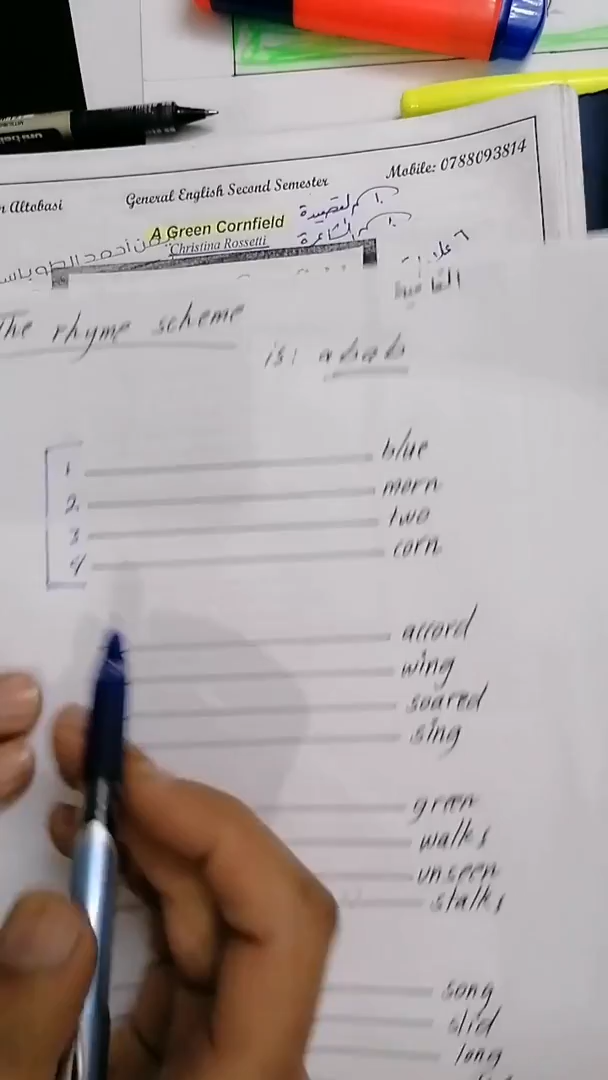 n Altobasi General English Second Semester Mobile: 0788093814
A Green Cornfield
Christina Rossetti
The rhyme scheme
is: abab
1 blue
2 morn
3 two
4 corn
accord
wing
soared
sing
green
walks
unseen
stalks
song
slid
long